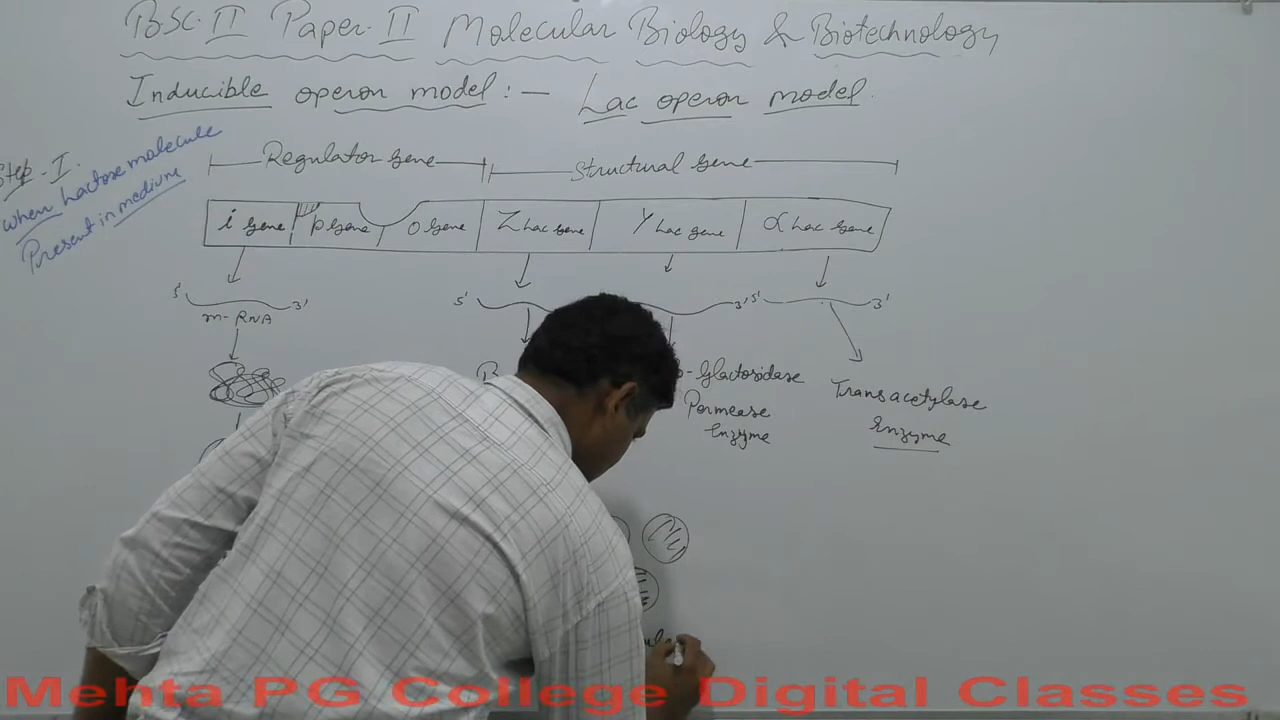 BSC. II Paper-II Molecular Biology & Biotechnology
Inducible operon model :- Lac operon model.
Step-I.
when Lactose molecule
Present in medium
Regulator gene
Structural gene
i gene p gene o gene Z Lac gene Y Lac gene α Lac gene
5' 3' 5' 3' 5' 3'
m-RNA
B
-Glactosidase
Permease
Enzyme
Transacetylase
Enzyme
Mehta PG College Digital Classes